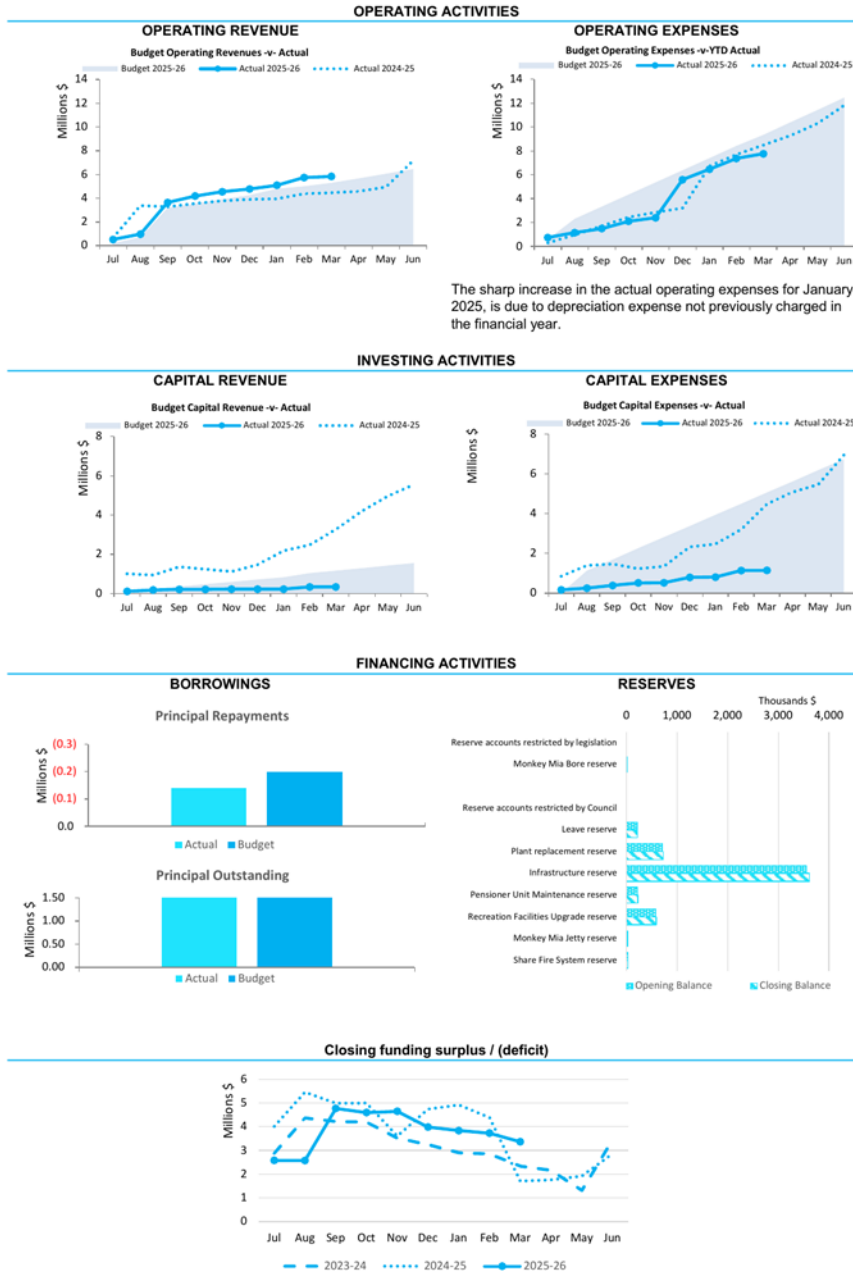 OPERATING ACTIVITIES
OPERATING REVENUE
OPERATING EXPENSES
Budget Operating Revenues -v- Actual
Budget 2025-26 Actual 2025-26 Actual 2024-25
Millions $
14
12
10
8
6
4
2
0
Jul Aug Sep Oct Nov Dec Jan Feb Mar Apr May Jun
Budget Operating Expenses -v-YTD Actual
Budget 2025-26 Actual 2025-26 Actual 2024-25
Millions $
14
12
10
8
6
4
2
0
Jul Aug Sep Oct Nov Dec Jan Feb Mar Apr May Jun
The sharp increase in the actual operating expenses for January
2025, is due to depreciation expense not previously charged in
the financial year.
INVESTING ACTIVITIES
CAPITAL REVENUE
CAPITAL EXPENSES
Budget Capital Revenue -v- Actual
Budget 2025-26 Actual 2025-26 Actual 2024-25
Millions $
8
6
4
2
0
Jul Aug Sep Oct Nov Dec Jan Feb Mar Apr May Jun
Budget Capital Expenses -v- Actual
Budget 2025-26 Actual 2025-26 Actual 2024-25
Millions $
8
6
4
2
0
Jul Aug Sep Oct Nov Dec Jan Feb Mar Apr May Jun
FINANCING ACTIVITIES
BORROWINGS
RESERVES
Principal Repayments
Millions $
(0.3)
(0.2)
(0.1)
0.0
Actual Budget
Principal Outstanding
Millions $
1.50
1.00
0.50
0.00
Actual Budget
Thousands $
0 1,000 2,000 3,000 4,000
Reserve accounts restricted by legislation
Monkey Mia Bore reserve
Reserve accounts restricted by Council
Leave reserve
Plant replacement reserve
Infrastructure reserve
Pensioner Unit Maintenance reserve
Recreation Facilities Upgrade reserve
Monkey Mia Jetty reserve
Share Fire System reserve
Opening Balance Closing Balance
Closing funding surplus / (deficit)
Millions $
6
5
4
3
2
1
0
Jul Aug Sep Oct Nov Dec Jan Feb Mar Apr May Jun
2023-24 2024-25 2025-26